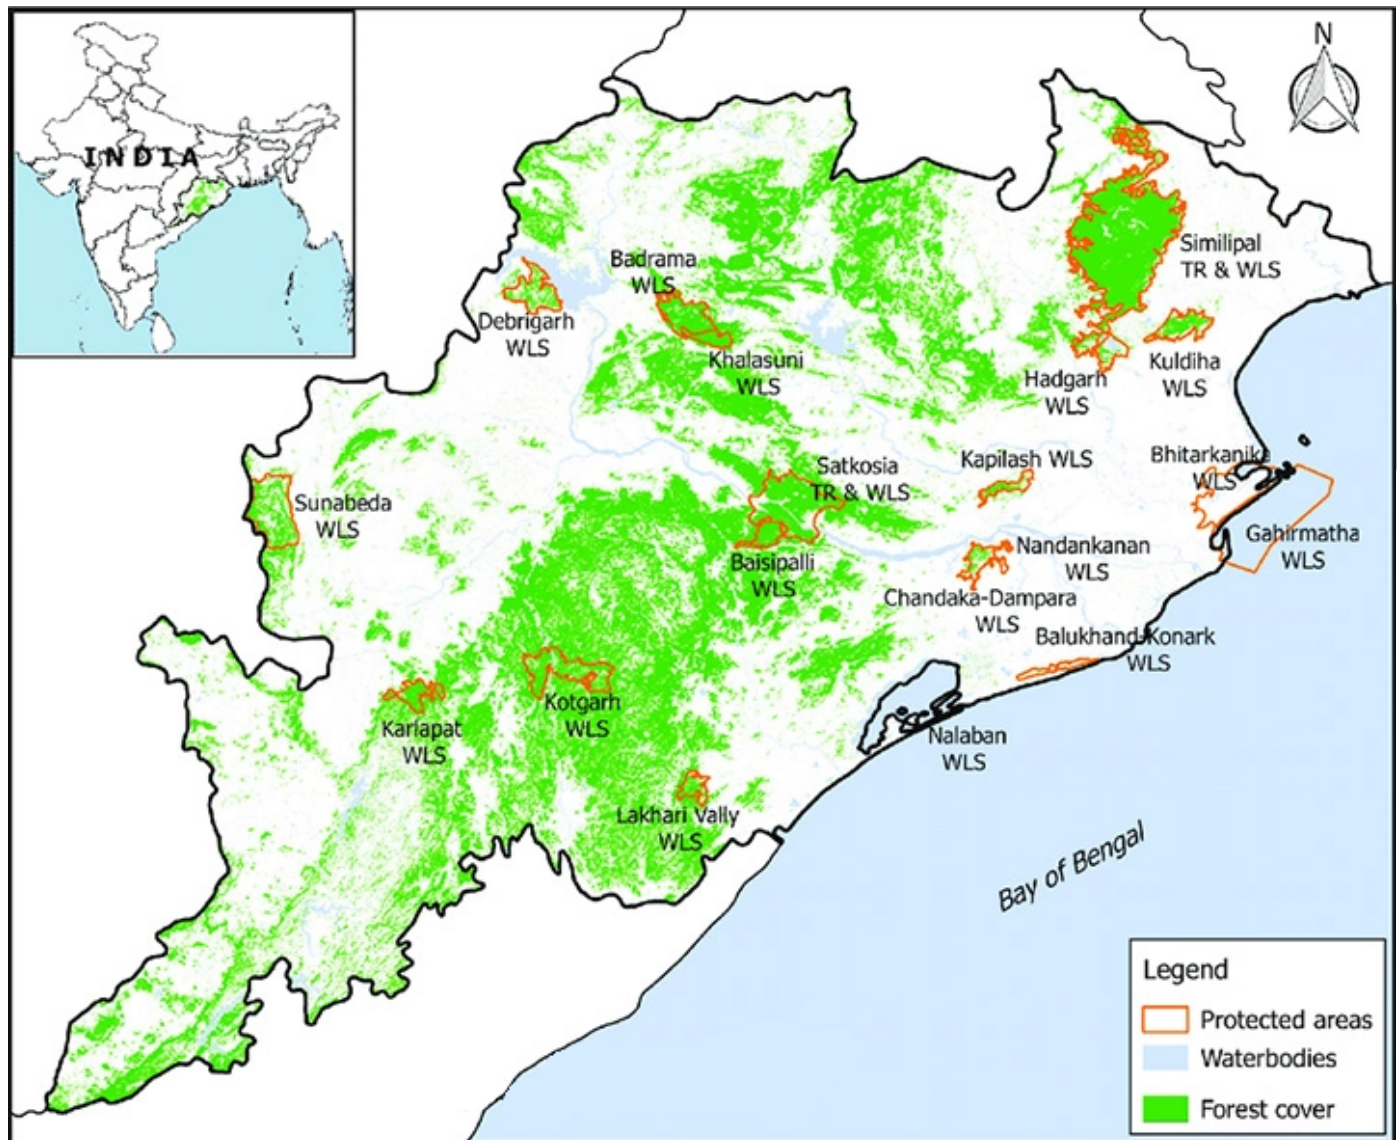 INDIA
N
Similipal
TR & WLS
Badrama
WLS
Debrigarh
WLS
Khalasuni
WLS
Hadgarh
WLS
Kuldiha
WLS
Satkosia
TR & WLS
Kapilash WLS
Bhitarkanika
WLS
Sunabeda
WLS
Gahirmatha
WLS
Baisipalli
WLS
Nandankanan
WLS
Chandaka-Dampara
WLS
Balukhand-Konark
WLS
Karlapat
WLS
Kotgarh
WLS
Nalaban
WLS
Lakhari Vally
WLS
Bay of Bengal
Legend
Protected areas
Waterbodies
Forest cover